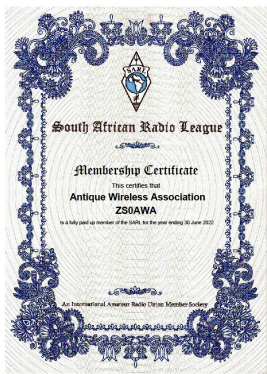 SARL
South African Radio League
Membership Certificate
This certifies that
Antique Wireless Association
ZS0AWA
Is a fully paid up member of the SARL for the year ending 30 June 2022
An International Amateur Radio Union Member Society